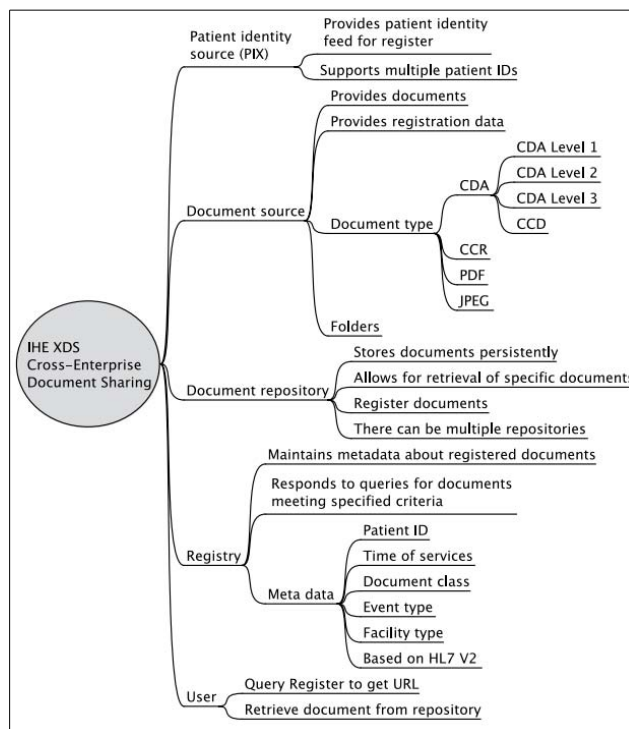 Patient identity
source (PIX)
Provides patient identity
feed for register
Supports multiple patient IDs
Document source
Provides documents
Provides registration data
Document type
CDA
CDA Level 1
CDA Level 2
CDA Level 3
CCD
CCR
PDF
JPEG
Folders
IHE XDS
Cross-Enterprise
Document Sharing
Document repository
Stores documents persistently
Allows for retrieval of specific documents
Register documents
There can be multiple repositories
Registry
Maintains metadata about registered documents
Responds to queries for documents
meeting specified criteria
Meta data
Patient ID
Time of services
Document class
Event type
Facility type
Based on HL7 V2
User
Query Register to get URL
Retrieve document from repository